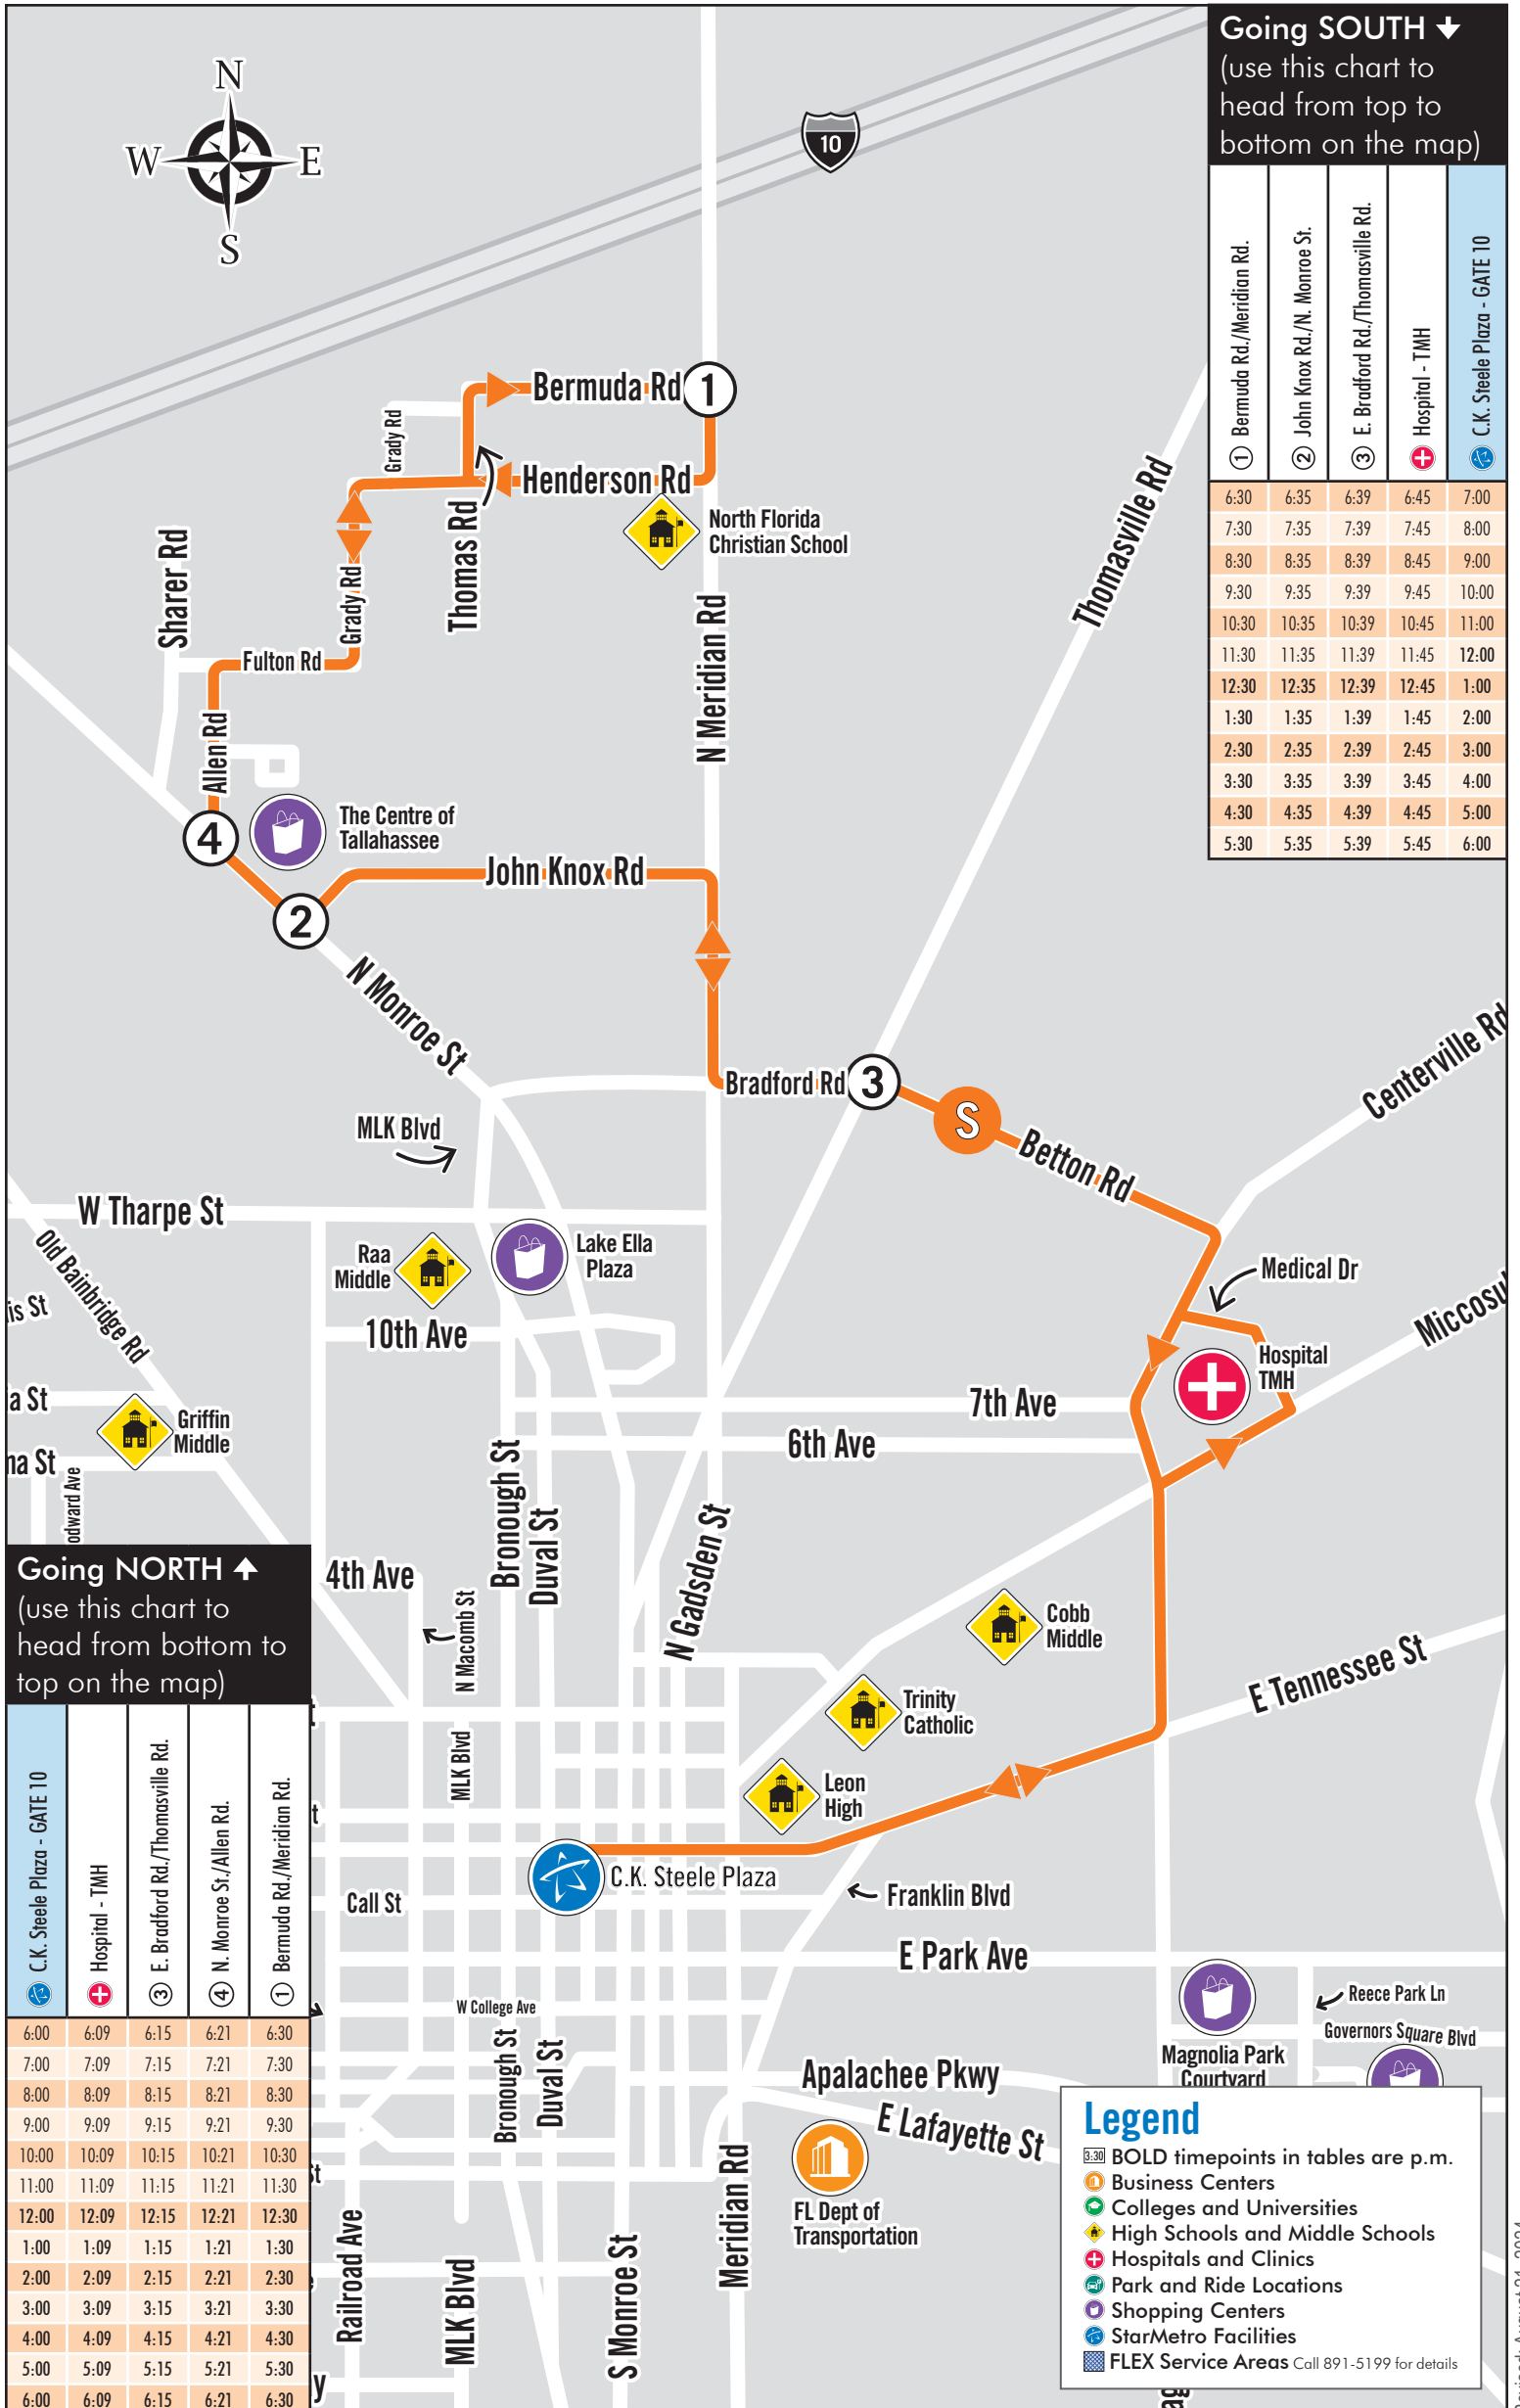 Going SOUTH
(use this chart to
head from top to
bottom on the map)
1 Bermuda Rd./Meridian Rd.
2 John Knox Rd./N. Monroe St.
3 E. Bradford Rd./Thomasville Rd.
Hospital - TMH
C.K. Steele Plaza - GATE 10
6:30 6:35 6:39 6:45 7:00
7:30 7:35 7:39 7:45 8:00
8:30 8:35 8:39 8:45 9:00
9:30 9:35 9:39 9:45 10:00
10:30 10:35 10:39 10:45 11:00
11:30 11:35 11:39 11:45 12:00
12:30 12:35 12:39 12:45 1:00
1:30 1:35 1:39 1:45 2:00
2:30 2:35 2:39 2:45 3:00
3:30 3:35 3:39 3:45 4:00
4:30 4:35 4:39 4:45 5:00
5:30 5:35 5:39 5:45 6:00
N
W E
S
10
Bermuda Rd
1
Grady Rd
Henderson Rd
Thomas Rd
North Florida
Christian School
Sharer Rd
Grady Rd
Fulton Rd
Allen Rd
N Meridian Rd
Thomasville Rd
4
The Centre of
Tallahassee
John Knox Rd
2
N Monroe St
Bradford Rd
3
S
Betton Rd
Centerville Rd
MLK Blvd
W Tharpe St
Old Bainbridge Rd
Raa
Middle
Lake Ella
Plaza
Medical Dr
is St
10th Ave
Miccosu
Hospital
TMH
a St
Griffin
Middle
7th Ave
6th Ave
na St
odward Ave
Bronough St
Duval St
N Gadsden St
4th Ave
N Macomb St
Cobb
Middle
Trinity
Catholic
E Tennessee St
MLK Blvd
Leon
High
C.K. Steele Plaza
Call St
Franklin Blvd
E Park Ave
W College Ave
Reece Park Ln
Governors Square Blvd
Magnolia Park
Courtyard
Bronough St
Duval St
Apalachee Pkwy
E Lafayette St
FL Dept of
Transportation
Meridian Rd
Railroad Ave
MLK Blvd
S Monroe St
t
t
St
y
Going NORTH
(use this chart to
head from bottom to
top on the map)
C.K. Steele Plaza - GATE 10
Hospital - TMH
3 E. Bradford Rd./Thomasville Rd.
4 N. Monroe St./Allen Rd.
1 Bermuda Rd./Meridian Rd.
6:00 6:09 6:15 6:21 6:30
7:00 7:09 7:15 7:21 7:30
8:00 8:09 8:15 8:21 8:30
9:00 9:09 9:15 9:21 9:30
10:00 10:09 10:15 10:21 10:30
11:00 11:09 11:15 11:21 11:30
12:00 12:09 12:15 12:21 12:30
1:00 1:09 1:15 1:21 1:30
2:00 2:09 2:15 2:21 2:30
3:00 3:09 3:15 3:21 3:30
4:00 4:09 4:15 4:21 4:30
5:00 5:09 5:15 5:21 5:30
6:00 6:09 6:15 6:21 6:30
Legend
3:30 BOLD timepoints in tables are p.m.
Business Centers
Colleges and Universities
High Schools and Middle Schools
Hospitals and Clinics
Park and Ride Locations
Shopping Centers
StarMetro Facilities
FLEX Service Areas Call 891-5199 for details